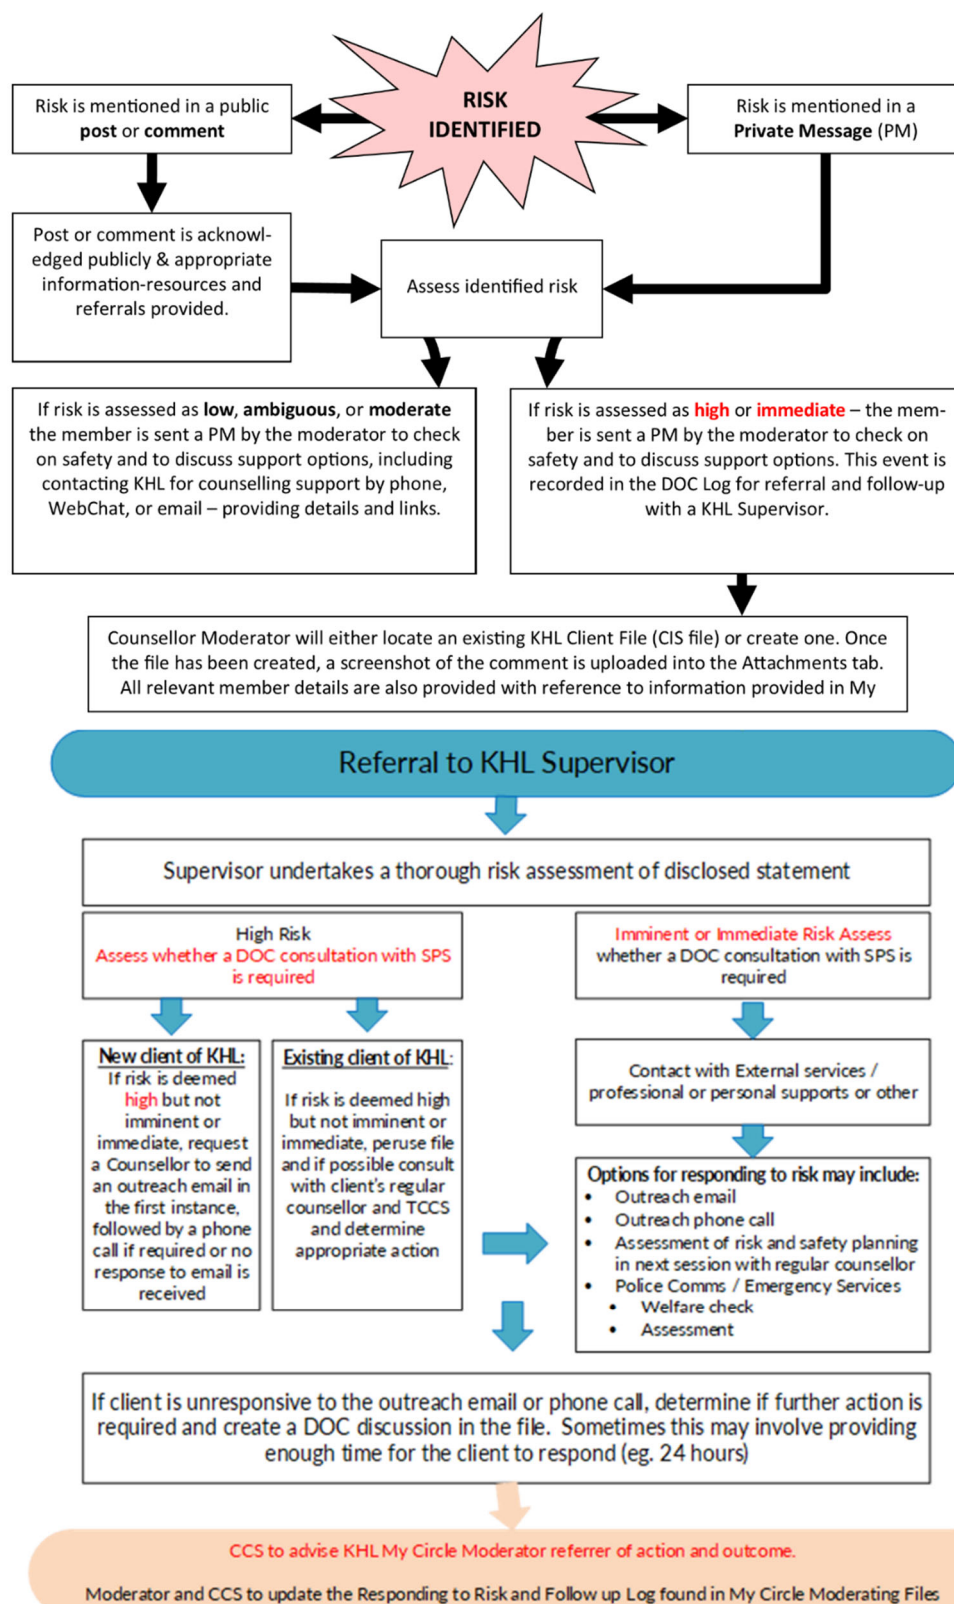 RISK
IDENTIFIED
Risk is mentioned in a public
post or comment
Risk is mentioned in a
Private Message (PM)
Post or comment is acknowl-
edged publicly & appropriate
information-resources and
referrals provided.
Assess identified risk
If risk is assessed as low, ambiguous, or moderate
the member is sent a PM by the moderator to check
on safety and to discuss support options, including
contacting KHL for counselling support by phone,
WebChat, or email – providing details and links.
If risk is assessed as high or immediate – the mem-
ber is sent a PM by the moderator to check on
safety and to discuss support options. This event is
recorded in the DOC Log for referral and follow-up
with a KHL Supervisor.
Counsellor Moderator will either locate an existing KHL Client File (CIS file) or create one. Once
the file has been created, a screenshot of the comment is uploaded into the Attachments tab.
All relevant member details are also provided with reference to information provided in My
Referral to KHL Supervisor
Supervisor undertakes a thorough risk assessment of disclosed statement
High Risk
Assess whether a DOC consultation with SPS
is required
Imminent or Immediate Risk Assess
whether a DOC consultation with SPS is
required
New client of KHL:
If risk is deemed
high but not
imminent or
immediate, request
a Counsellor to send
an outreach email in
the first instance,
followed by a phone
call if required or no
response to email is
received
Existing client of KHL:
If risk is deemed high
but not imminent or
immediate, peruse file
and if possible consult
with client's regular
counsellor and TCCS
and determine
appropriate action
Contact with External services /
professional or personal supports or other
Options for responding to risk may include:
• Outreach email
• Outreach phone call
• Assessment of risk and safety planning
in next session with regular counsellor
• Police Comms / Emergency Services
• Welfare check
• Assessment
If client is unresponsive to the outreach email or phone call, determine if further action is
required and create a DOC discussion in the file. Sometimes this may involve providing
enough time for the client to respond (eg. 24 hours)
CCS to advise KHL My Circle Moderator referrer of action and outcome.
Moderator and CCS to update the Responding to Risk and Follow up Log found in My Circle Moderating Files